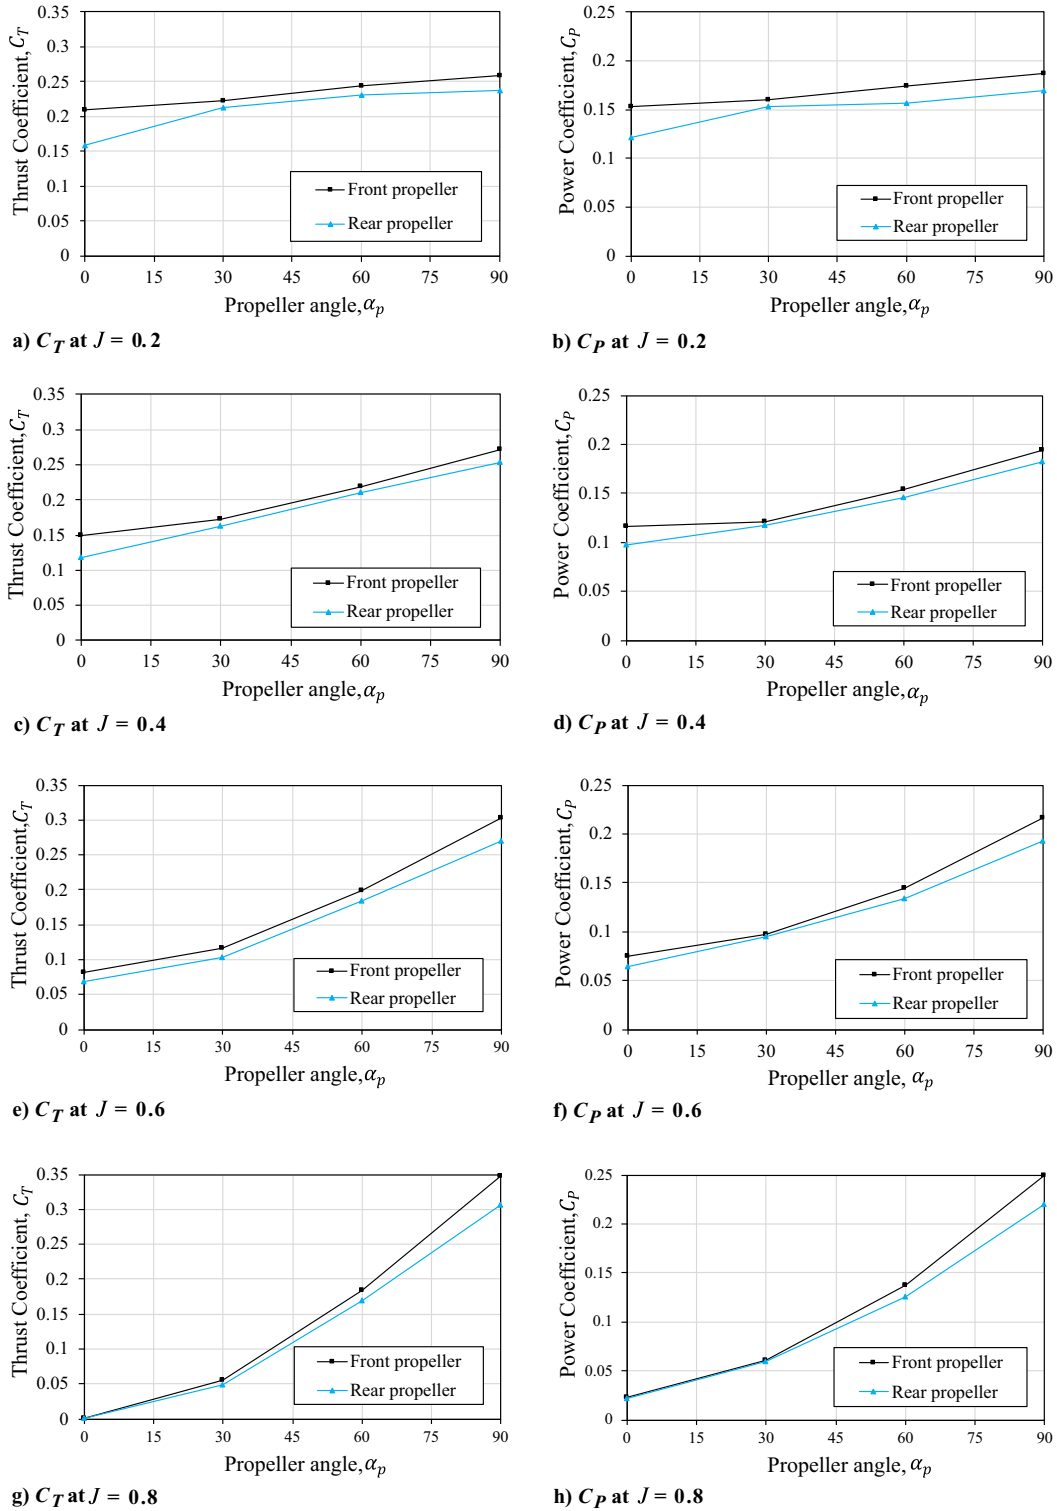 0.35
0.3
0.25
0.2
0.15
0.1
0.05
0
Thrust Coefficient, C_T
Front propeller
Rear propeller
0 15 30 45 60 75 90
Propeller angle, α_p
a) C_T at J = 0.2
0.25
0.2
0.15
0.1
0.05
0
Power Coefficient, C_P
Front propeller
Rear propeller
0 15 30 45 60 75 90
Propeller angle, α_p
b) C_P at J = 0.2
0.35
0.3
0.25
0.2
0.15
0.1
0.05
0
Thrust Coefficient, C_T
Front propeller
Rear propeller
0 15 30 45 60 75 90
Propeller angle, α_p
c) C_T at J = 0.4
0.25
0.2
0.15
0.1
0.05
0
Power Coefficient, C_P
Front propeller
Rear propeller
0 15 30 45 60 75 90
Propeller angle, α_p
d) C_P at J = 0.4
0.35
0.3
0.25
0.2
0.15
0.1
0.05
0
Thrust Coefficient, C_T
Front propeller
Rear propeller
0 15 30 45 60 75 90
Propeller angle, α_p
e) C_T at J = 0.6
0.25
0.2
0.15
0.1
0.05
0
Power Coefficient, C_P
Front propeller
Rear propeller
0 15 30 45 60 75 90
Propeller angle, α_p
f) C_P at J = 0.6
0.35
0.3
0.25
0.2
0.15
0.1
0.05
0
Thrust Coefficient, C_T
Front propeller
Rear propeller
0 15 30 45 60 75 90
Propeller angle, α_p
g) C_T at J = 0.8
0.25
0.2
0.15
0.1
0.05
0
Power Coefficient, C_P
Front propeller
Rear propeller
0 15 30 45 60 75 90
Propeller angle, α_p
h) C_P at J = 0.8